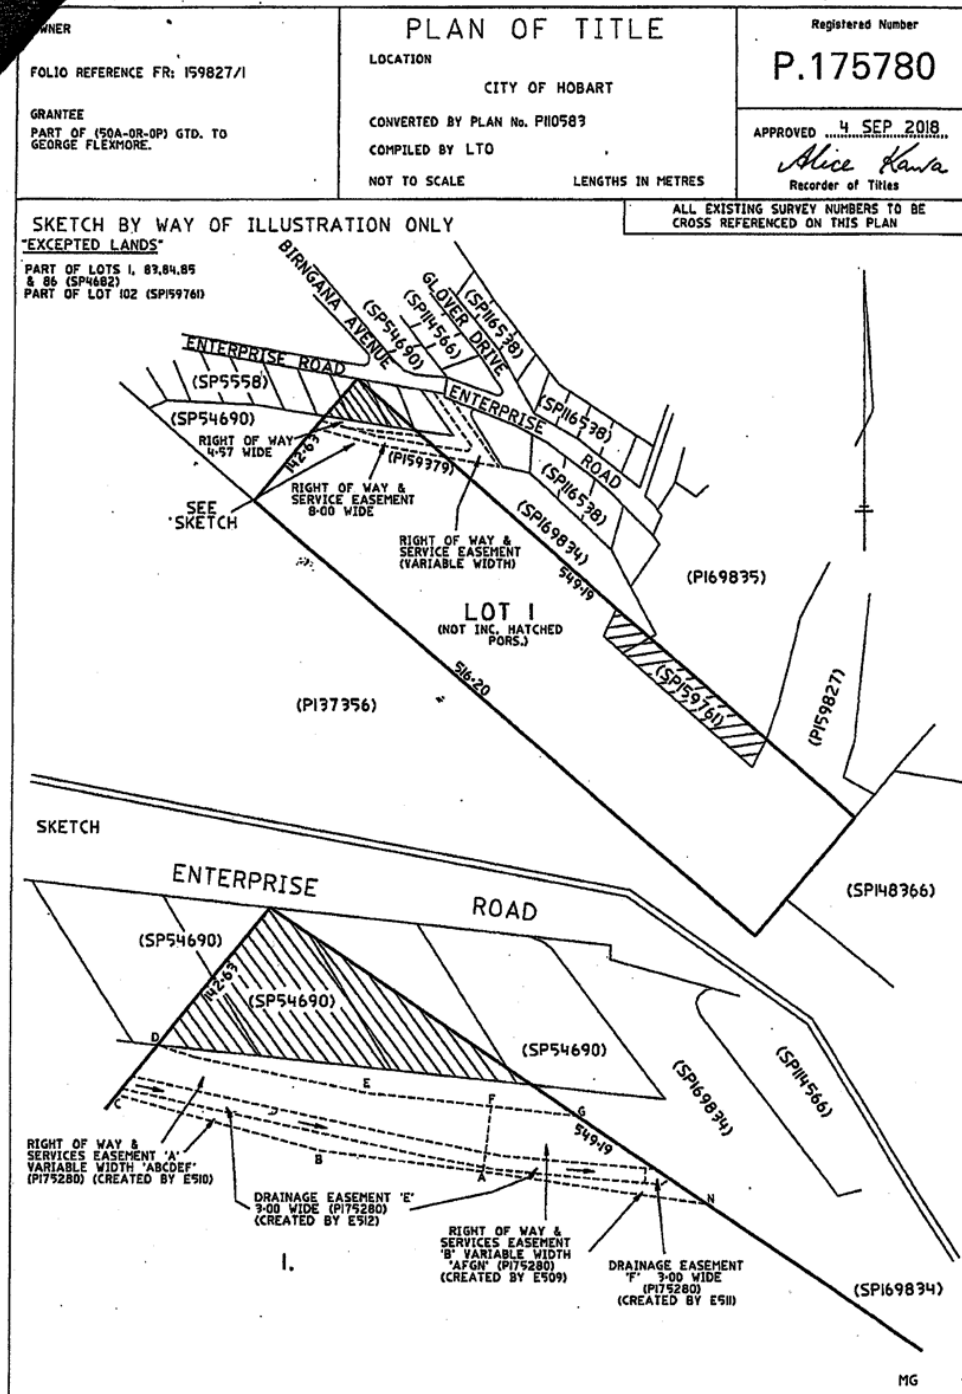 OWNER
FOLIO REFERENCE FR: 159827/1
GRANTEE
PART OF (50A-0R-0P) GTD. TO
GEORGE FLEXMORE.
PLAN OF TITLE
LOCATION
CITY OF HOBART
CONVERTED BY PLAN No. P110583
COMPILED BY LTO
NOT TO SCALE
LENGTHS IN METRES
Registered Number
P.175780
APPROVED 4 SEP 2018
Alice Kawa
Recorder of Titles
ALL EXISTING SURVEY NUMBERS TO BE
CROSS REFERENCED ON THIS PLAN
SKETCH BY WAY OF ILLUSTRATION ONLY
"EXCEPTED LANDS"
PART OF LOTS 1, 83,84,85
& 86 (SP4682)
PART OF LOT 102 (SP159761)
BIRNGANA AVENUE
(SP54690)
(SP114566)
GLOVER DRIVE
(SP116538)
ENTERPRISE ROAD
(SP5558)
(SP54690)
ENTERPRISE ROAD
(SP116538)
RIGHT OF WAY
4·57 WIDE
142·63
(P159379)
RIGHT OF WAY &
SERVICE EASEMENT
8·00 WIDE
SEE
SKETCH
(SP116538)
(SP169834)
RIGHT OF WAY &
SERVICE EASEMENT
(VARIABLE WIDTH)
549·19
(P169835)
LOT 1
(NOT INC. HATCHED
PORS.)
516·20
(SP159761)
(P159827)
(P137356)
(SP148366)
SKETCH
ENTERPRISE ROAD
(SP54690)
142·63
(SP54690)
(SP54690)
(SP169834)
(SP114566)
D
E
F
G
C
B
A
N
549·19
RIGHT OF WAY &
SERVICES EASEMENT 'A'
VARIABLE WIDTH 'ABCDEF'
(P175280) (CREATED BY E510)
DRAINAGE EASEMENT 'E'
3·00 WIDE (P175280)
(CREATED BY E512)
RIGHT OF WAY &
SERVICES EASEMENT
'B' VARIABLE WIDTH
'AFGN' (P175280)
(CREATED BY E509)
DRAINAGE EASEMENT
'F' 3·00 WIDE
(P175280)
(CREATED BY E511)
1.
(SP169834)
MG